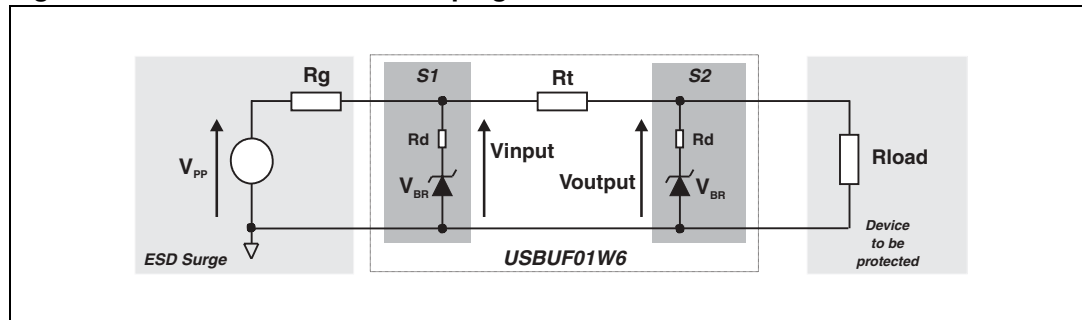 Rg
S1
Rt
S2
Rd
Rd
Vinput
Rload
VPP
Voutput
VBR
VBR
Device
to be
protected
ESD Surge
USBUF01W6